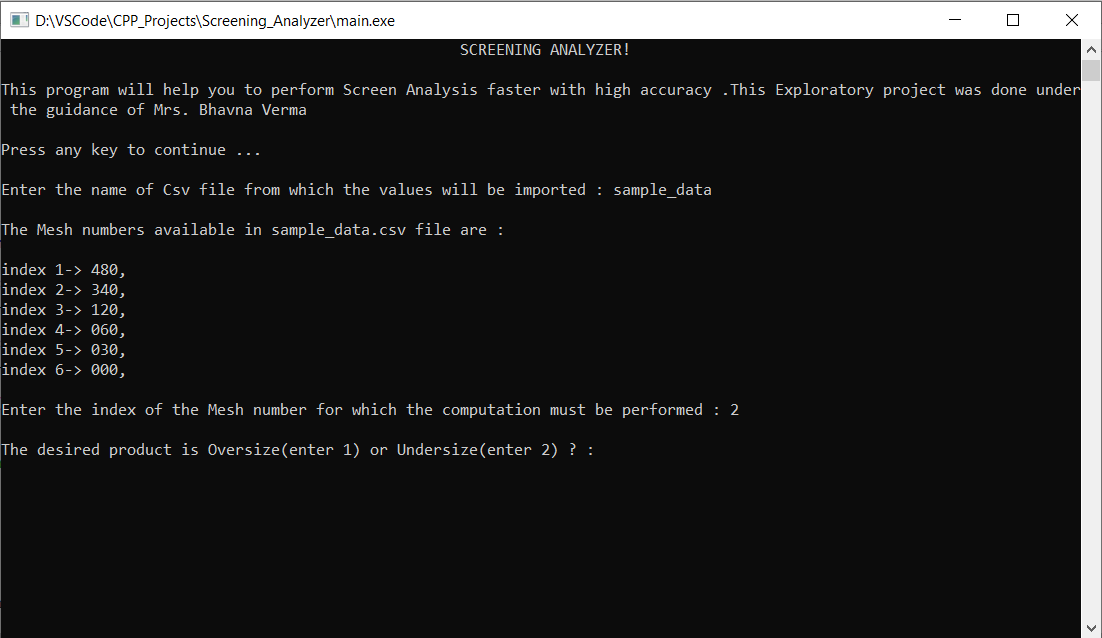 D:\VSCode\CPP_Projects\Screening_Analyzer\main.exe
SCREENING ANALYZER!
This program will help you to perform Screen Analysis faster with high accuracy .This Exploratory project was done under
the guidance of Mrs. Bhavna Verma
Press any key to continue ...
Enter the name of Csv file from which the values will be imported : sample_data
The Mesh numbers available in sample_data.csv file are :
index 1-> 480,
index 2-> 340,
index 3-> 120,
index 4-> 060,
index 5-> 030,
index 6-> 000,
Enter the index of the Mesh number for which the computation must be performed : 2
The desired product is Oversize(enter 1) or Undersize(enter 2) ? :